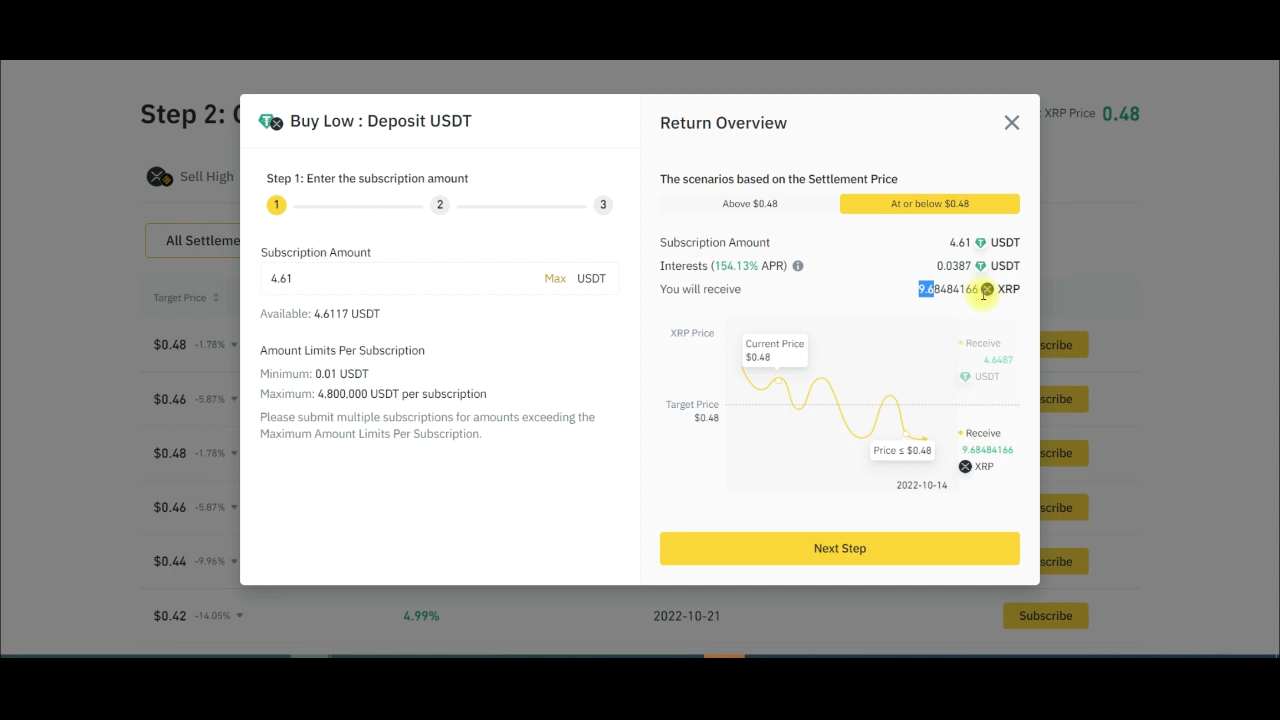 Step 2: C
XRP Price 0.48
Sell High
All Settleme
Target Price
$0.48 -1.78%
$0.46 -5.87%
$0.48 -1.78%
$0.46 -5.87%
$0.44 -9.96%
$0.42 -14.05% 4.99% 2022-10-21 Subscribe
scribe
scribe
scribe
scribe
scribe
Buy Low : Deposit USDT
Step 1: Enter the subscription amount
1 2 3
Subscription Amount
4.61 Max USDT
Available: 4.6117 USDT
Amount Limits Per Subscription
Minimum: 0.01 USDT
Maximum: 4,800,000 USDT per subscription
Please submit multiple subscriptions for amounts exceeding the
Maximum Amount Limits Per Subscription.
Return Overview
The scenarios based on the Settlement Price
Above $0.48 At or below $0.48
Subscription Amount 4.61 USDT
Interests (154.13% APR) 0.0387 USDT
You will receive 9.68484166 XRP
XRP Price
Current Price
$0.48
Receive
4.6487
USDT
Target Price
$0.48
Receive
9.68484166
XRP
Price ≤ $0.48
2022-10-14
Next Step